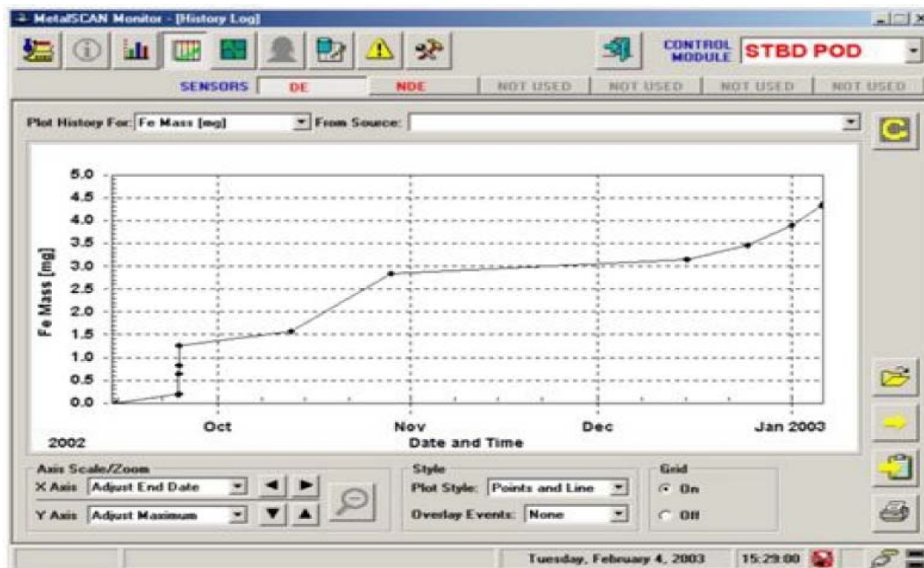 MetalSCAN Monitor - [History Log]
CONTROL MODULE STBD POD
SENSORS DE NDE NOT USED NOT USED NOT USED NOT USED
Plot History For: Fe Mass [mg] From Source:
5.0
4.5
4.0
3.5
3.0
2.5
2.0
1.5
1.0
0.5
0.0
Fe Mass [mg]
Oct Nov Dec Jan 2003
2002 Date and Time
Axis Scale/Zoom Style Grid
X Axis Adjust End Date Plot Style: Points and Line On
Y Axis Adjust Maximum Overlay Events: None Off
Tuesday, February 4, 2003 15:29:00